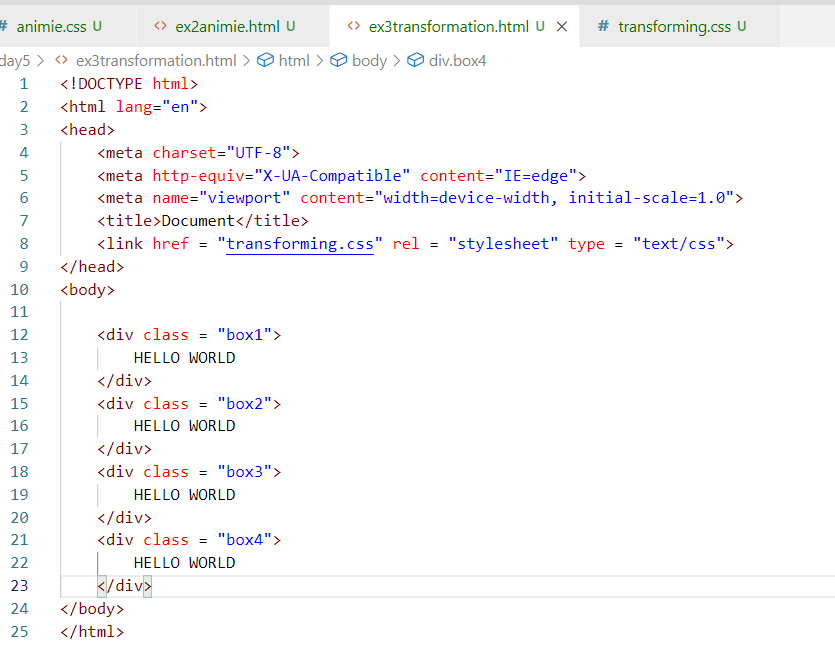 # animie.css U <> ex2animie.html U <> ex3transformation.html U × # transforming.css U
day5 > <> ex3transformation.html > html > body > div.box4
1 <!DOCTYPE html>
2 <html lang="en">
3 <head>
4 <meta charset="UTF-8">
5 <meta http-equiv="X-UA-Compatible" content="IE=edge">
6 <meta name="viewport" content="width=device-width, initial-scale=1.0">
7 <title>Document</title>
8 <link href = "transforming.css" rel = "stylesheet" type = "text/css">
9 </head>
10 <body>
11
12 <div class = "box1">
13 HELLO WORLD
14 </div>
15 <div class = "box2">
16 HELLO WORLD
17 </div>
18 <div class = "box3">
19 HELLO WORLD
20 </div>
21 <div class = "box4">
22 HELLO WORLD
23 </div>
24 </body>
25 </html>